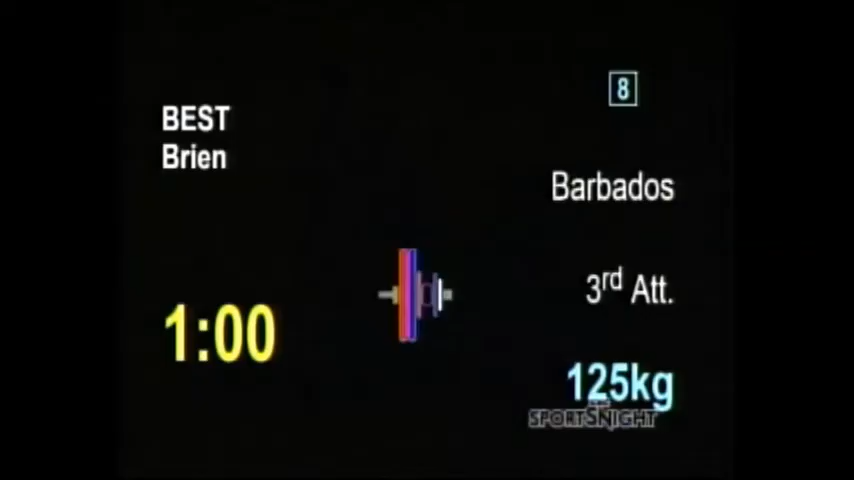 8
BEST
Brien
Barbados
3rd Att.
1:00
125kg
SPORTSNIGHT